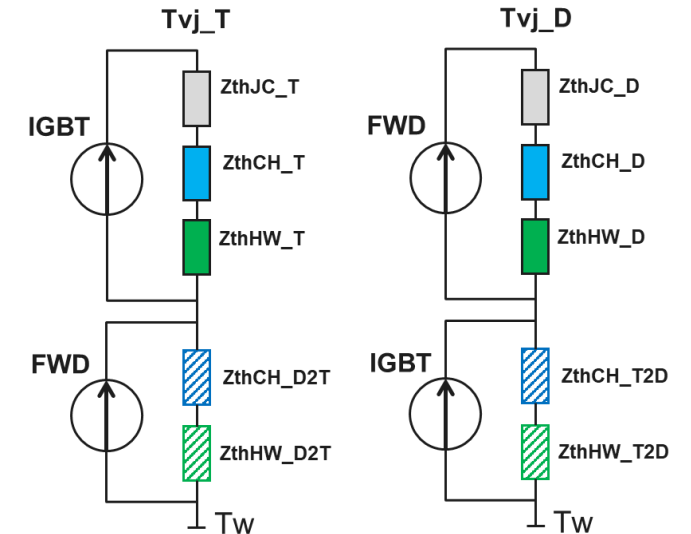 Tvj_T
ZthJC_T
IGBT
ZthCH_T
ZthHW_T
FWD
ZthCH_D2T
ZthHW_D2T
Tw
Tvj_D
ZthJC_D
FWD
ZthCH_D
ZthHW_D
IGBT
ZthCH_T2D
ZthHW_T2D
Tw